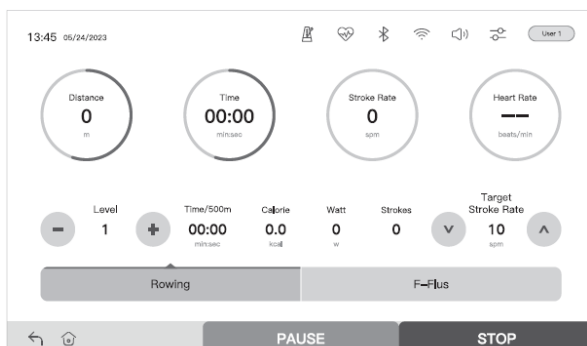 13:45 05/24/2023
User 1
Distance
0
m
Time
00:00
min:sec
Stroke Rate
0
spm
Heart Rate
--
beats/min
Level
1
Time/500m
00:00
min:sec
Calorie
0.0
kcal
Watt
0
w
Strokes
0
Target
Stroke Rate
10
spm
Rowing
F-Flus
PAUSE
STOP